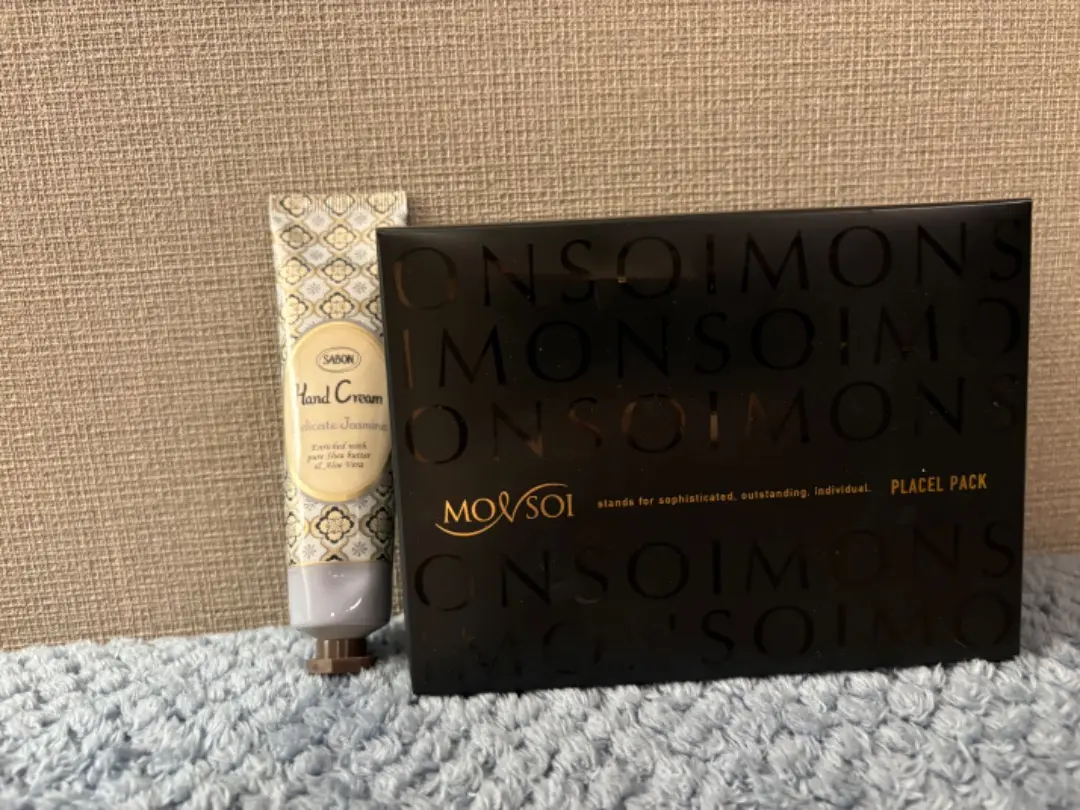 SABON
Hand Cream
Enriched with
pure Shea butter
& Aloe Vera
ONSOIMONS
IMONSOIMO
ONSOIMONS
MONSOI stands for sophisticated, outstanding, individual. PLACEL PACK
ONSOIMONS
IMONSOIMO